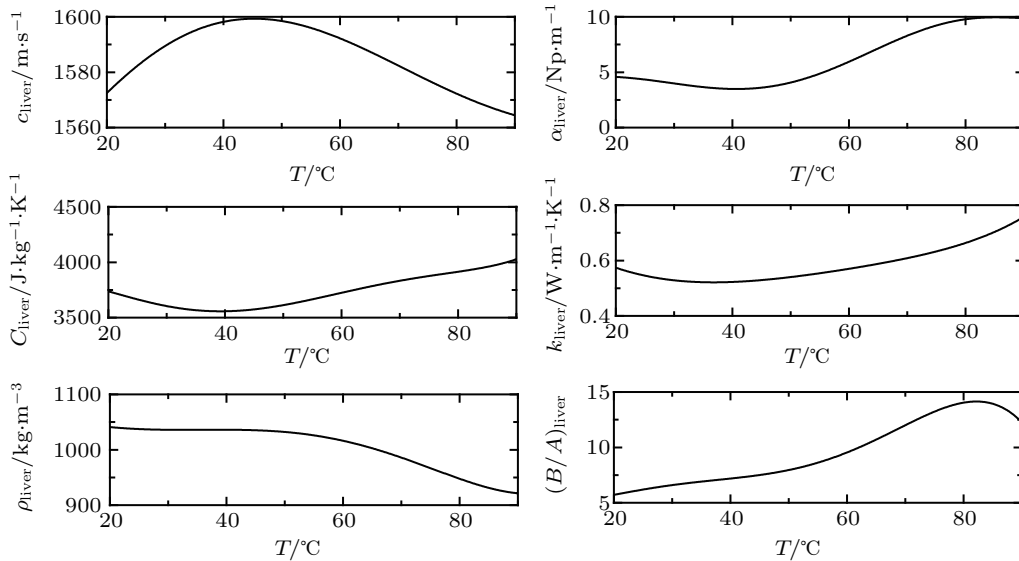 c_liver/m·s⁻¹
1600
1580
1560
20 40 60 80
T/℃
α_liver/Np·m⁻¹
10
5
0
20 40 60 80
T/℃
C_liver/J·kg⁻¹·K⁻¹
4500
4000
3500
20 40 60 80
T/℃
k_liver/W·m⁻¹·K⁻¹
0.8
0.6
0.4
20 40 60 80
T/℃
ρ_liver/kg·m⁻³
1100
1000
900
20 40 60 80
T/℃
(B/A)_liver
15
10
5
20 40 60 80
T/℃